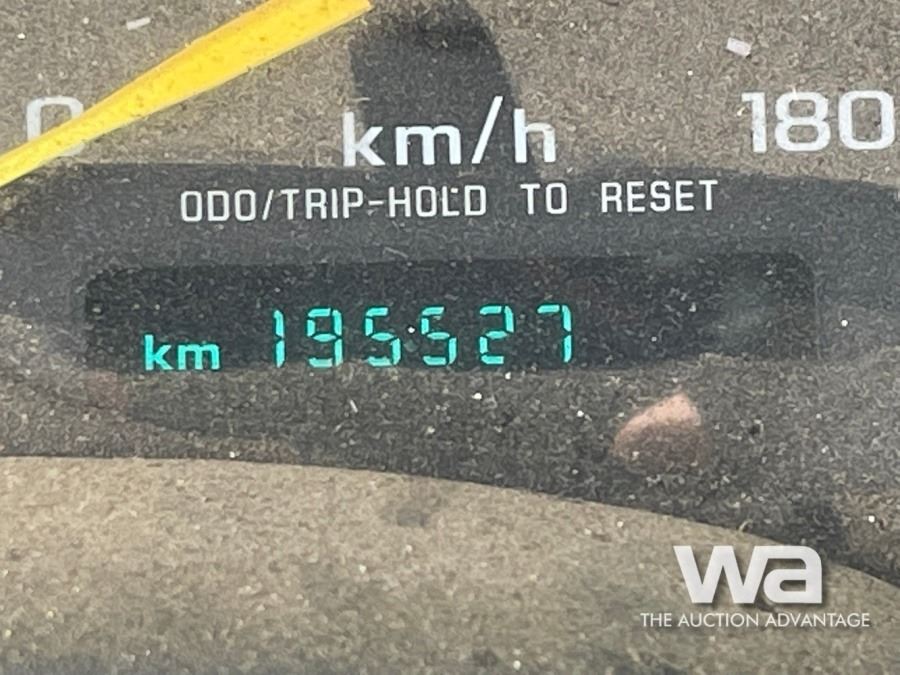 0
km/h
180
ODO/TRIP-HOLD TO RESET
km 195527
wa
THE AUCTION ADVANTAGE